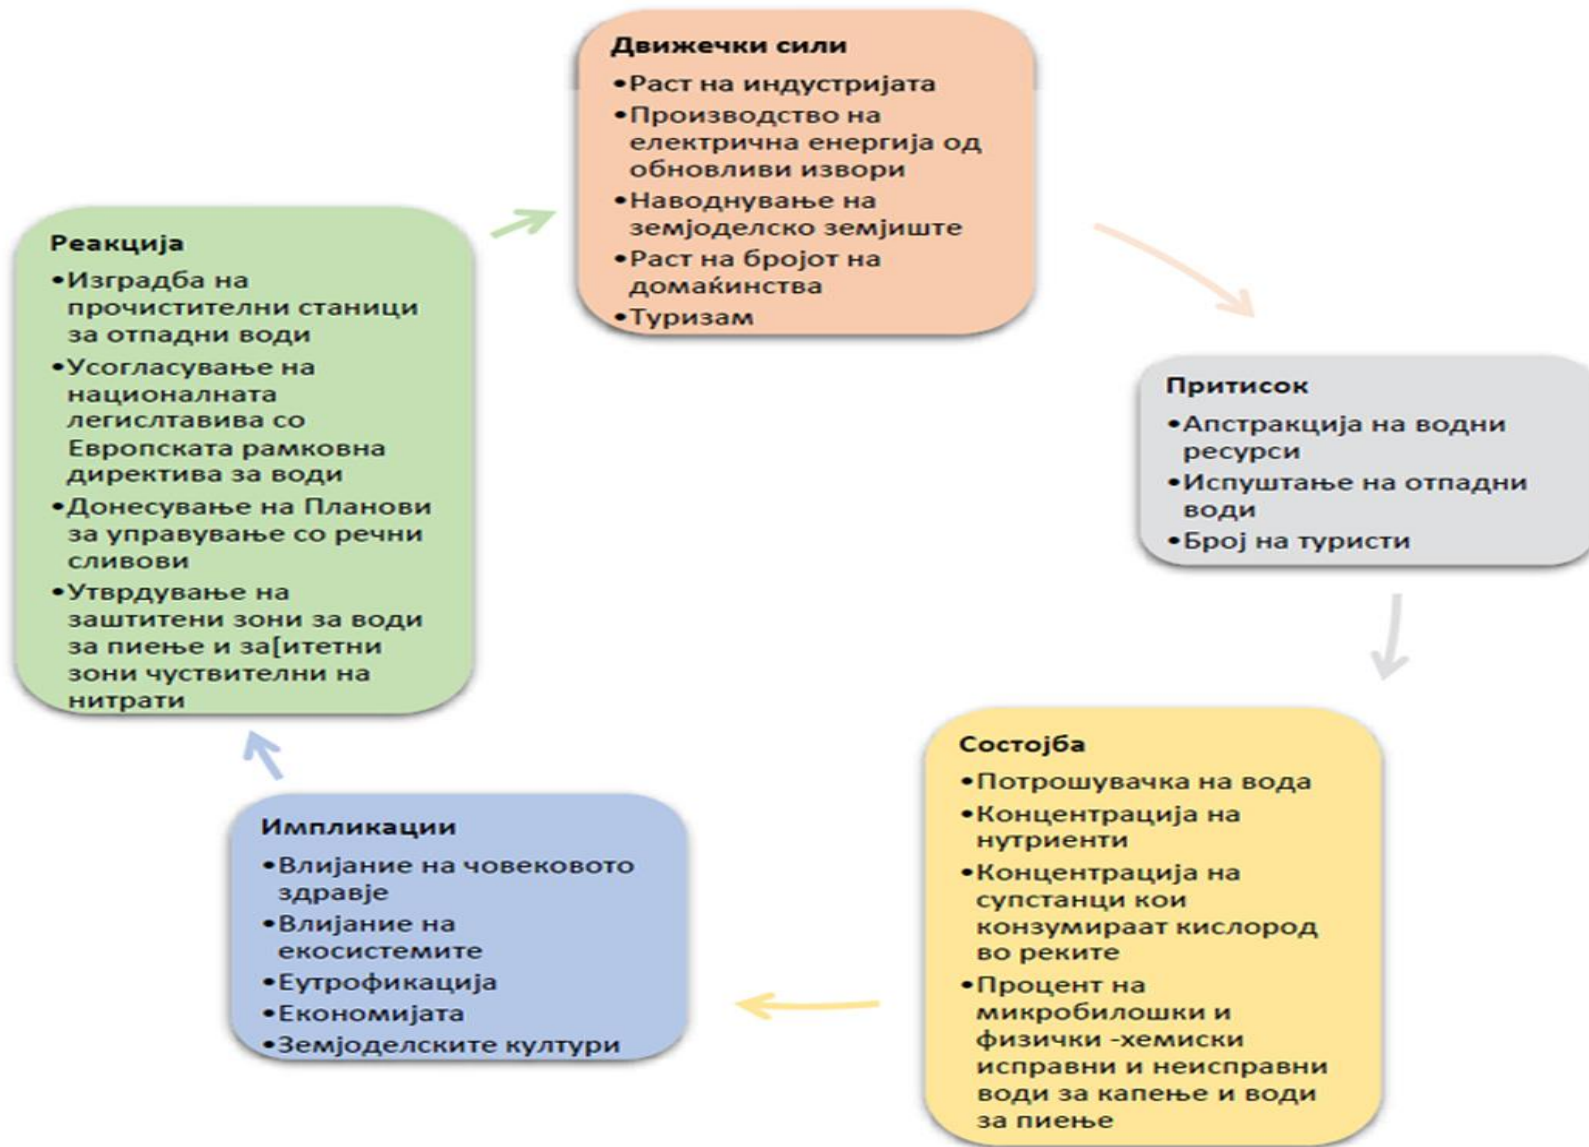 Движечки сили
•Раст на индустријата
•Производство на
електрична енергија од
обновливи извори
•Наводнување на
земјоделско земјиште
•Раст на бројот на
домаќинства
•Туризам
Притисок
•Апстракција на водни
ресурси
•Испуштање на отпадни
води
•Број на туристи
Состојба
•Потрошувачка на вода
•Концентрација на
нутриенти
•Концентрација на
супстанци кои
конзумираат кислород
во реките
•Процент на
микробилошки и
физички -хемиски
исправни и неисправни
води за капење и води
за пиење
Импликации
•Влијание на човековото
здравје
•Влијание на
екосистемите
•Еутрофикација
•Економијата
•Земјоделските култури
Реакција
•Изградба на
прочистителни станици
за отпадни води
•Усогласување на
националната
легислтавива со
Европската рамковна
директива за води
•Донесување на Планови
за управување со речни
сливови
•Утврдување на
заштитени зони за води
за пиење и за[итетни
зони чуствителни на
нитрати